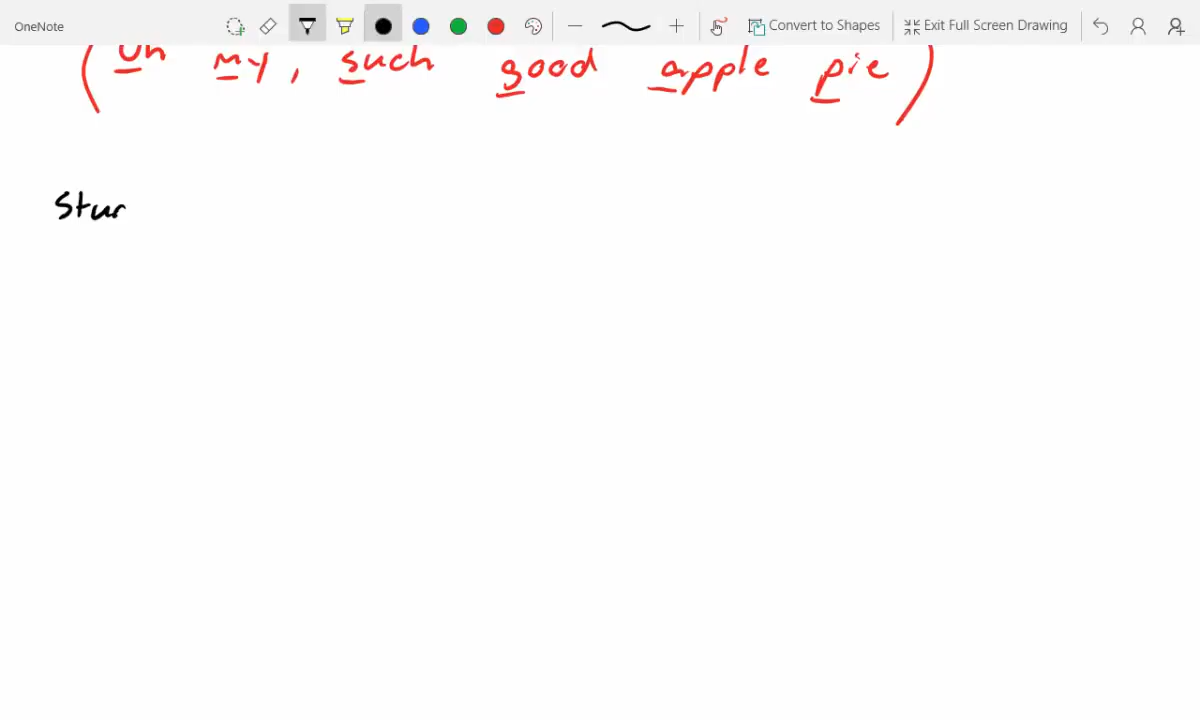 OneNote
Convert to Shapes
Exit Full Screen Drawing
(Oh my, such good apple pie)
Stur